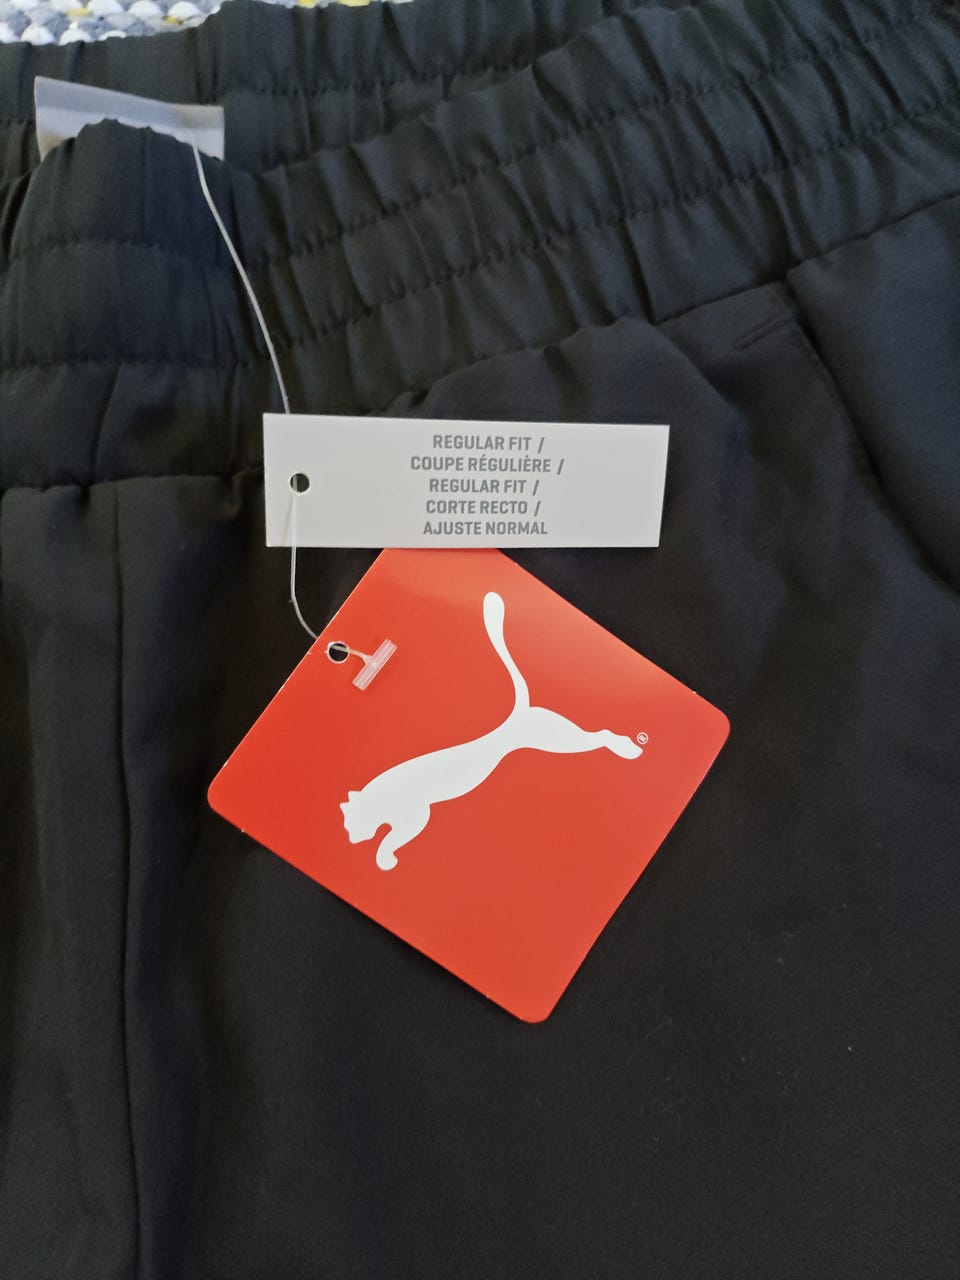 REGULAR FIT /
COUPE RÉGULIÈRE /
REGULAR FIT /
CORTE RECTO /
AJUSTE NORMAL
®